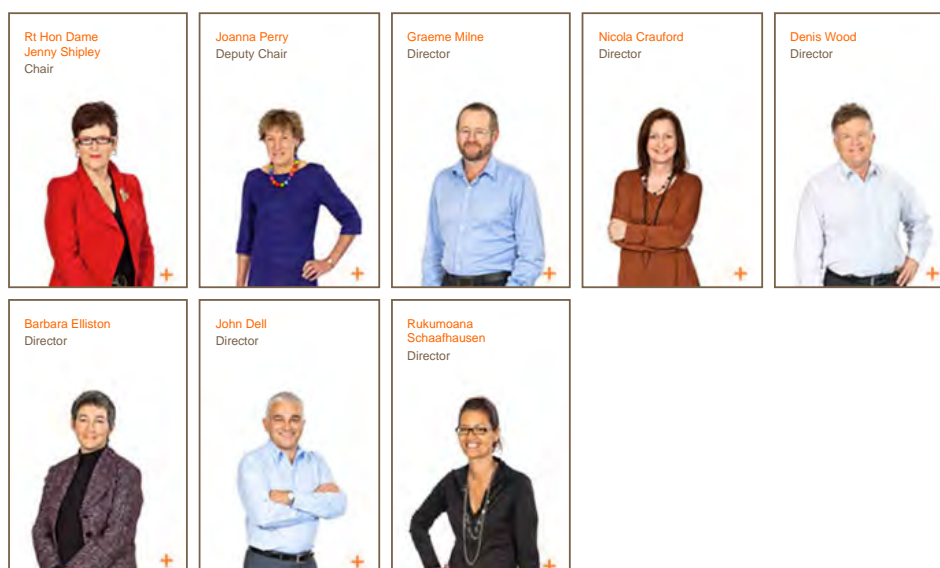 Rt Hon Dame
Jenny Shipley
Chair
Joanna Perry
Deputy Chair
Graeme Milne
Director
Nicola Crauford
Director
Denis Wood
Director
Barbara Elliston
Director
John Dell
Director
Rukumoana
Schaafhausen
Director